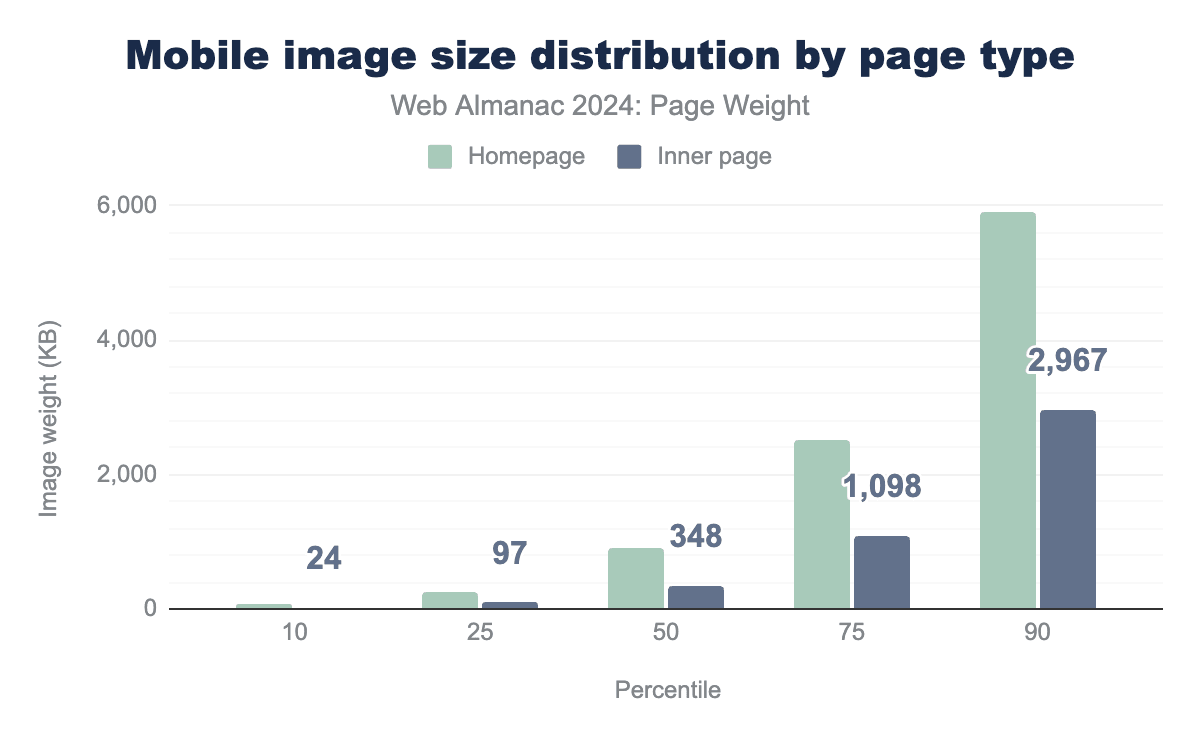 Mobile image size distribution by page type
Web Almanac 2024: Page Weight
Homepage Inner page
6,000
4,000
2,000
0
Image weight (KB)
24
97
348
1,098
2,967
10 25 50 75 90
Percentile